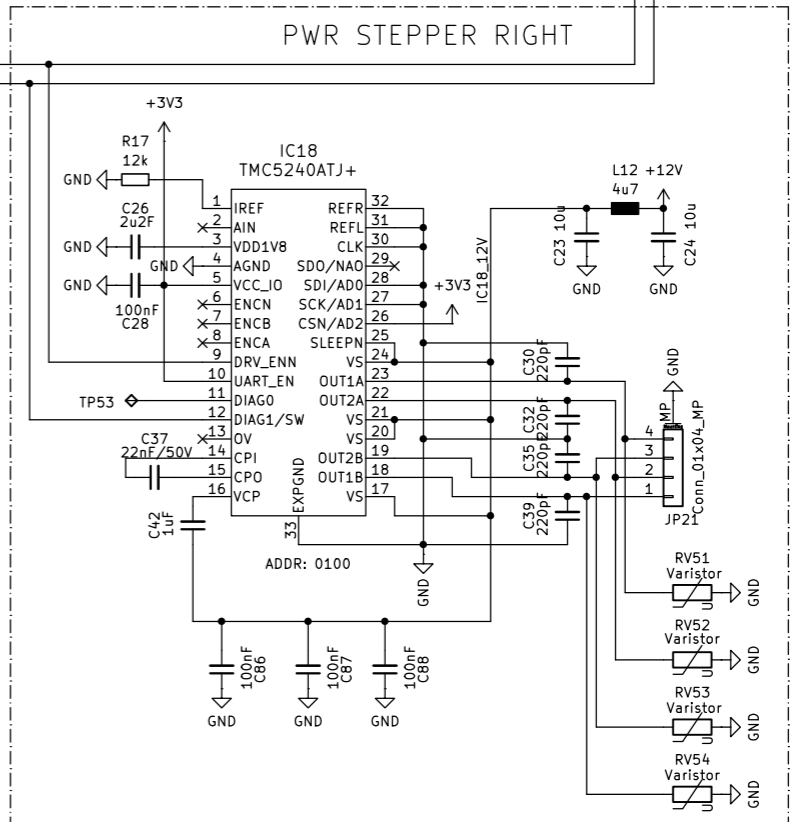 PWR STEPPER RIGHT
+3V3
R17
12k
GND
IC18
TMC5240ATJ+
L12 +12V
4u7
C26
2u2F
GND
GND
GND
100nF
C28
TP53
C37
22nF/50V
C42
1uF
1 IREF
2 AIN
3 VDD1V8
4 AGND
5 VCC_IO
6 ENCN
7 ENCB
8 ENCA
9 DRV_ENN
10 UART_EN
11 DIAG0
12 DIAG1/SW
13 OV
14 CPI
15 CPO
16 VCP
REFR 32
REFL 31
CLK 30
SDO/NAO 29
SDI/AD0 28
SCK/AD1 27
CSN/AD2 26
SLEEPN 25
VS 24
OUT1A 23
OUT2A 22
VS 21
VS 20
OUT2B 19
OUT1B 18
VS 17
EXPGND
33
ADDR: 0100
+3V3
IC18_12V
C23 10u
GND
C24 10u
GND
C30
220pF
C32
220pF
C35
220pF
C39
220pF
GND
GND
MP
4
3
2
1
Conn_01x04_MP
JP21
RV51
Varistor
U
GND
RV52
Varistor
U
GND
RV53
Varistor
U
GND
RV54
Varistor
U
GND
100nF
C86
GND
100nF
C87
GND
100nF
C88
GND